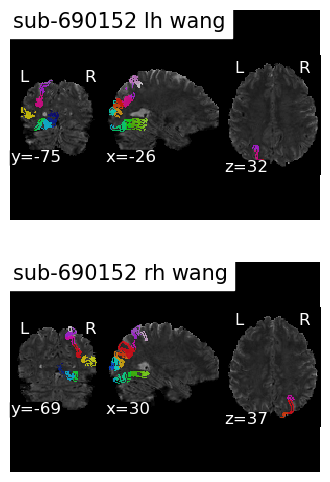 sub-690152 lh wang
L R
L R
y=-75
x=-26
z=32
sub-690152 rh wang
L R
L R
y=-69
x=30
z=37